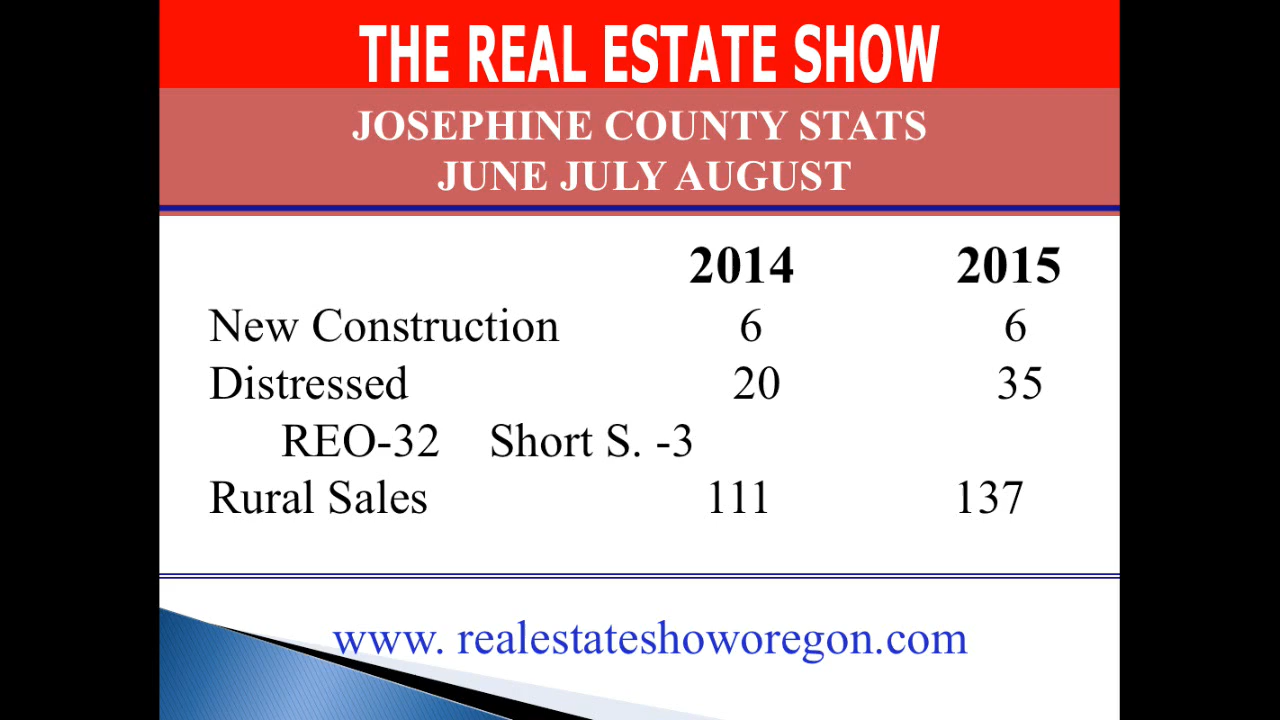 THE REAL ESTATE SHOW
JOSEPHINE COUNTY STATS
JUNE JULY AUGUST
2014 2015
New Construction 6 6
Distressed 20 35
REO-32 Short S. -3
Rural Sales 111 137
www. realestateshoworegon.com